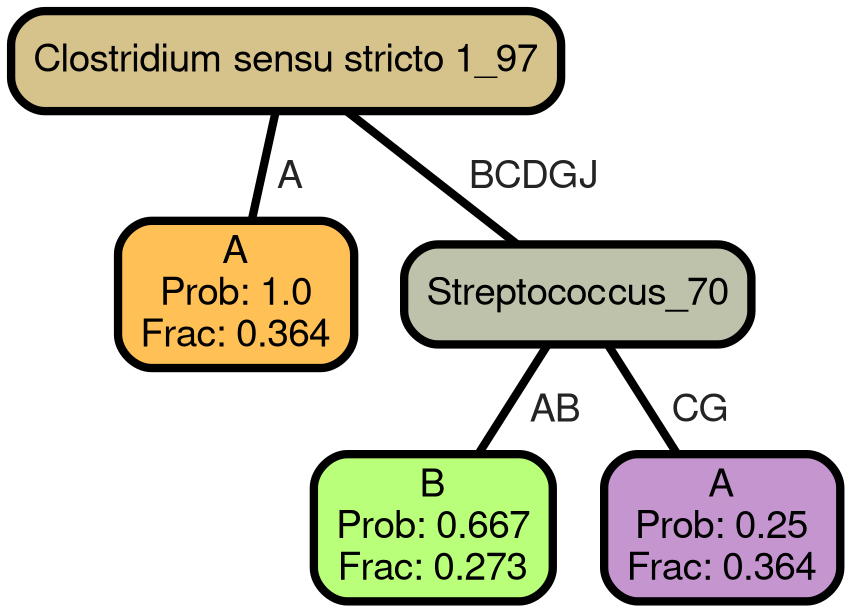 Clostridium sensu stricto 1_97
A
BCDGJ
A
Prob: 1.0
Frac: 0.364
Streptococcus_70
AB
CG
B
Prob: 0.667
Frac: 0.273
A
Prob: 0.25
Frac: 0.364